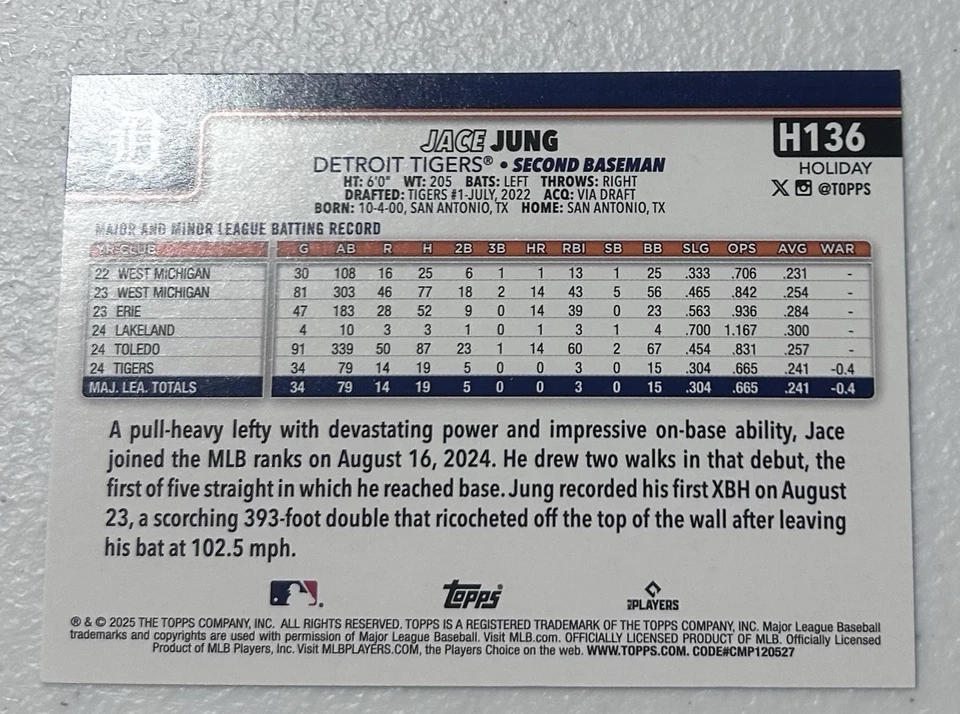 D
H136
JACE JUNG
DETROIT TIGERS® • SECOND BASEMAN
HOLIDAY
HT: 6'0" WT: 205 BATS: LEFT THROWS: RIGHT
@TOPPS
DRAFTED: TIGERS #1-JULY, 2022 ACQ: VIA DRAFT
BORN: 10-4-00, SAN ANTONIO, TX HOME: SAN ANTONIO, TX
MAJOR AND MINOR LEAGUE BATTING RECORD
YR CLUB G AB R H 2B 3B HR RBI SB BB SLG OPS AVG WAR
22 WEST MICHIGAN 30 108 16 25 6 1 1 13 1 25 .333 .706 .231 -
23 WEST MICHIGAN 81 303 46 77 18 2 14 43 5 56 .465 .842 .254 -
23 ERIE 47 183 28 52 9 0 14 39 0 23 .563 .936 .284 -
24 LAKELAND 4 10 3 3 1 0 1 3 1 4 .700 1.167 .300 -
24 TOLEDO 91 339 50 87 23 1 14 60 2 67 .454 .831 .257 -
24 TIGERS 34 79 14 19 5 0 0 3 0 15 .304 .665 .241 -0.4
MAJ. LEA. TOTALS 34 79 14 19 5 0 0 3 0 15 .304 .665 .241 -0.4
A pull-heavy lefty with devastating power and impressive on-base ability, Jace
joined the MLB ranks on August 16, 2024. He drew two walks in that debut, the
first of five straight in which he reached base. Jung recorded his first XBH on August
23, a scorching 393-foot double that ricocheted off the top of the wall after leaving
his bat at 102.5 mph.
topps® MLB PLAYERS
® & © 2025 THE TOPPS COMPANY, INC. ALL RIGHTS RESERVED. TOPPS IS A REGISTERED TRADEMARK OF THE TOPPS COMPANY, INC. Major League Baseball
trademarks and copyrights are used with permission of Major League Baseball. Visit MLB.com. OFFICIALLY LICENSED PRODUCT OF MLB. Officially Licensed
Product of MLB Players, Inc. Visit MLBPLAYERS.COM, the Players Choice on the web. WWW.TOPPS.COM. CODE#CMP120527